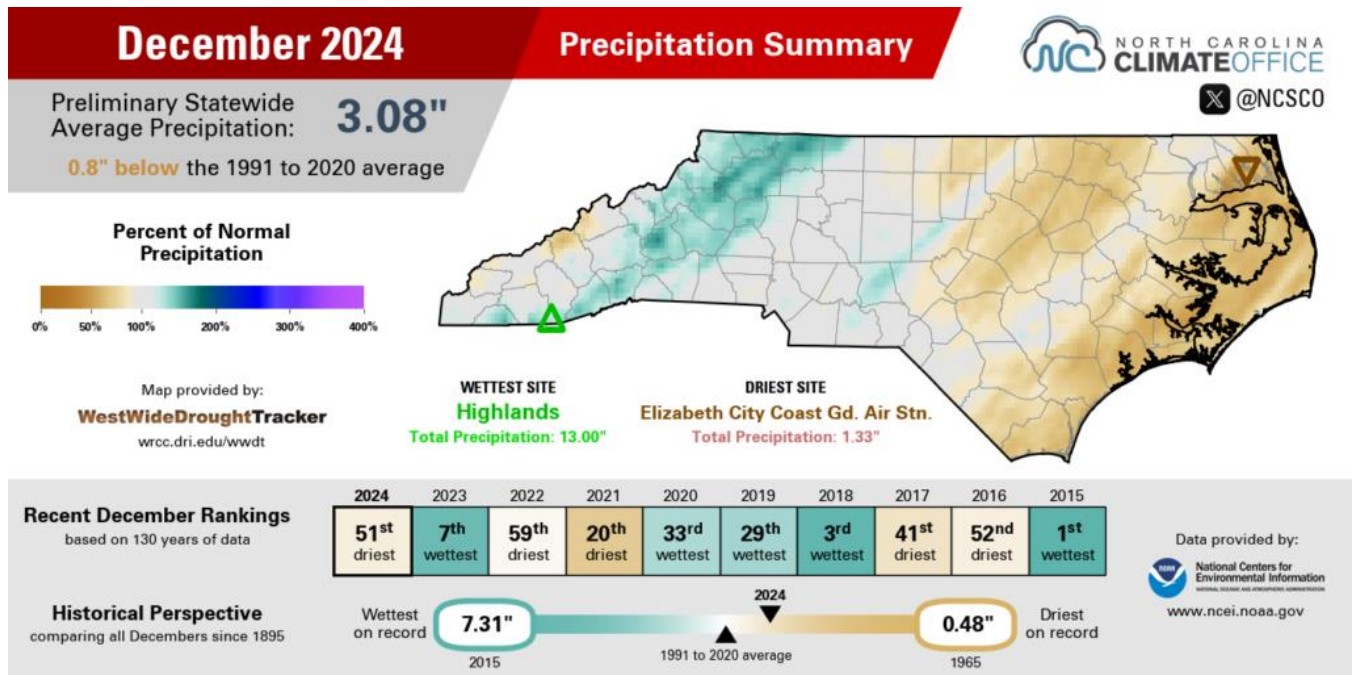 December 2024
Precipitation Summary
NORTH CAROLINA
CLIMATEOFFICE
@NCSCO
Preliminary Statewide
Average Precipitation:
3.08"
0.8" below the 1991 to 2020 average
Percent of Normal
Precipitation
0% 50% 100% 200% 300% 400%
Map provided by:
WestWideDroughtTracker
wrcc.dri.edu/wwdt
WETTEST SITE
Highlands
Total Precipitation: 13.00"
DRIEST SITE
Elizabeth City Coast Gd. Air Stn.
Total Precipitation: 1.33"
Recent December Rankings
based on 130 years of data
2024 2023 2022 2021 2020 2019 2018 2017 2016 2015
51st 7th 59th 20th 33rd 29th 3rd 41st 52nd 1st
driest wettest driest driest wettest wettest wettest driest driest wettest
Historical Perspective
comparing all Decembers since 1895
Wettest
on record
7.31"
2015
2024
1991 to 2020 average
0.48"
1965
Driest
on record
Data provided by:
NOAA
National Centers for
Environmental Information
NATIONAL OCEANIC AND ATMOSPHERIC ADMINISTRATION
www.ncei.noaa.gov